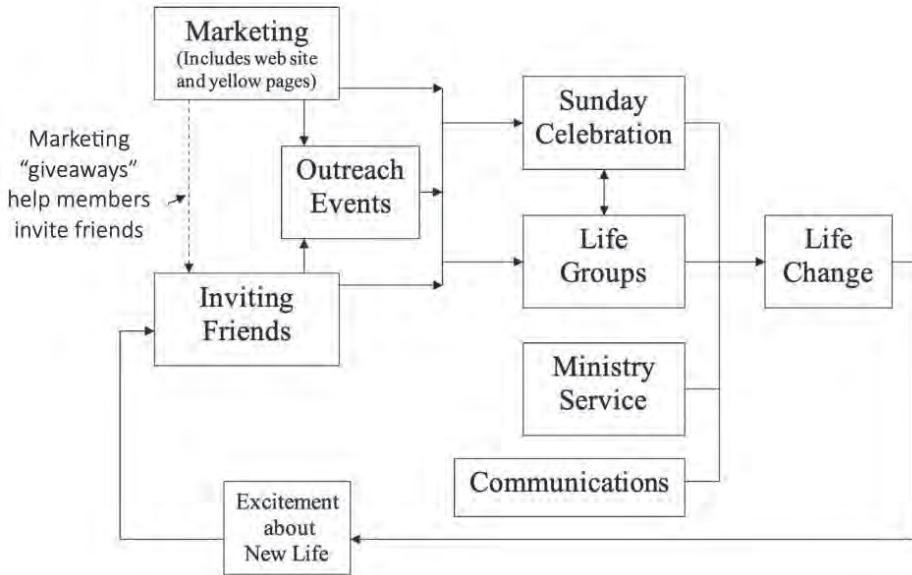 Marketing
(Includes web site
and yellow pages)
Marketing
“giveaways”
help members
invite friends
Outreach
Events
Inviting
Friends
Sunday
Celebration
Life
Groups
Life
Change
Ministry
Service
Communications
Excitement
about
New Life